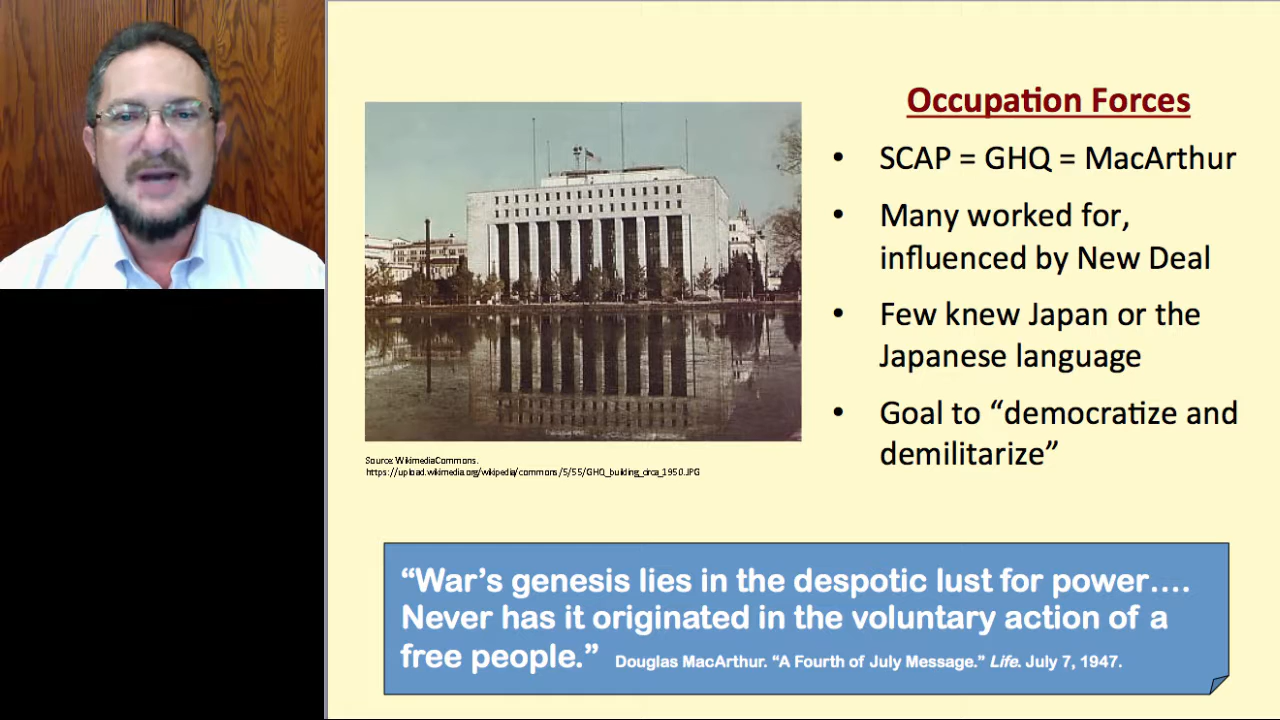 Occupation Forces
• SCAP = GHQ = MacArthur
• Many worked for,
influenced by New Deal
• Few knew Japan or the
Japanese language
• Goal to “democratize and
demilitarize”
Source: WikimediaCommons.
https://upload.wikimedia.org/wikipedia/commons/5/55/GHQ_building_circa_1950.JPG
“War’s genesis lies in the despotic lust for power….
Never has it originated in the voluntary action of a
free people.” Douglas MacArthur. “A Fourth of July Message.” Life. July 7, 1947.